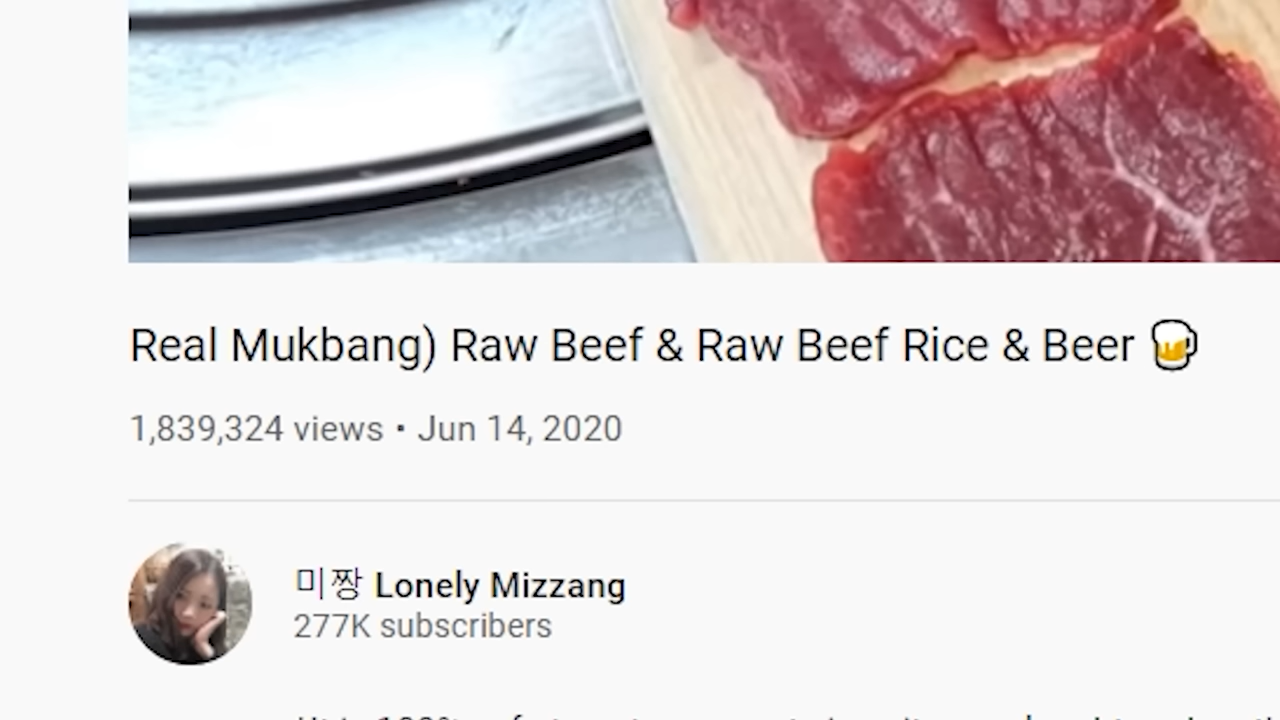 Real Mukbang) Raw Beef & Raw Beef Rice & Beer 🍺
1,839,324 views • Jun 14, 2020
미짱 Lonely Mizzang
277K subscribers